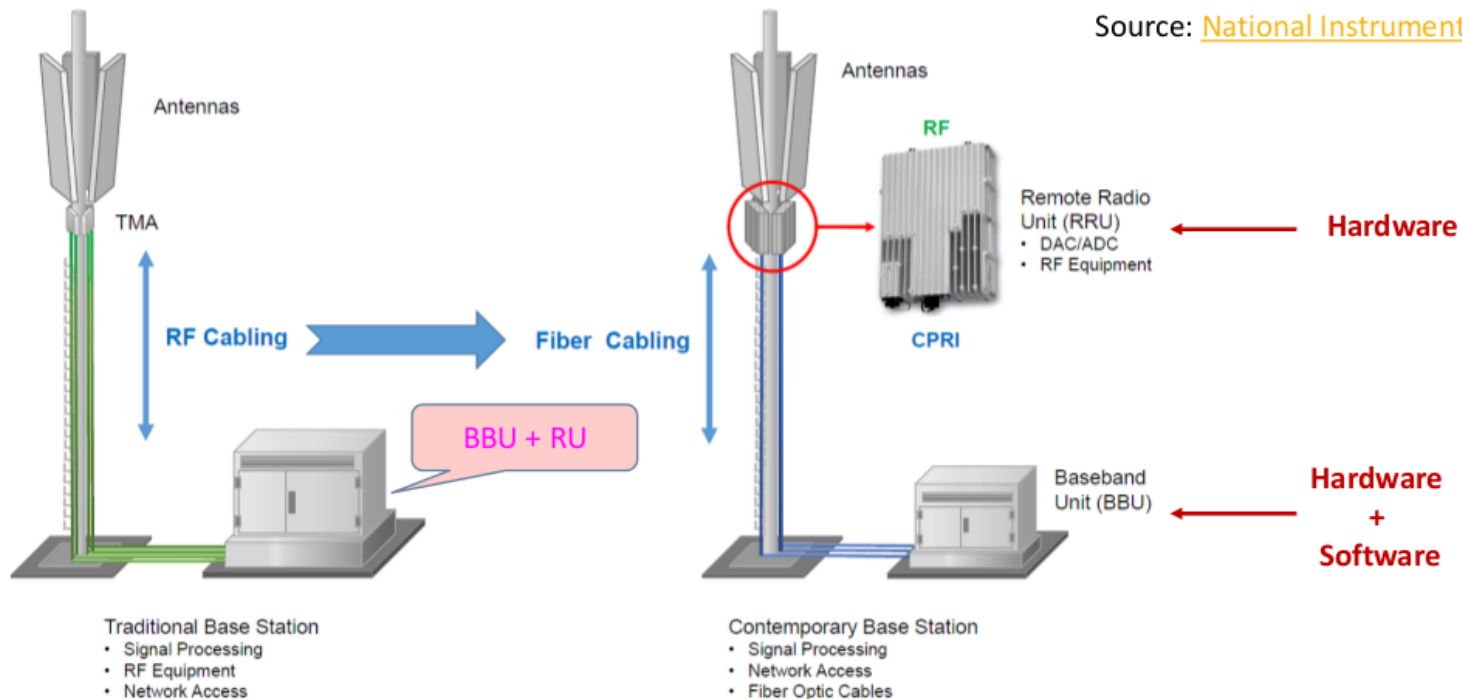 Source: National Instrument
Antennas
TMA
RF Cabling
BBU + RU
Traditional Base Station
• Signal Processing
• RF Equipment
• Network Access
Antennas
RF
Remote Radio
Unit (RRU)
• DAC/ADC
• RF Equipment
Hardware
CPRI
Fiber Cabling
Baseband
Unit (BBU)
Hardware
+
Software
Contemporary Base Station
• Signal Processing
• Network Access
• Fiber Optic Cables